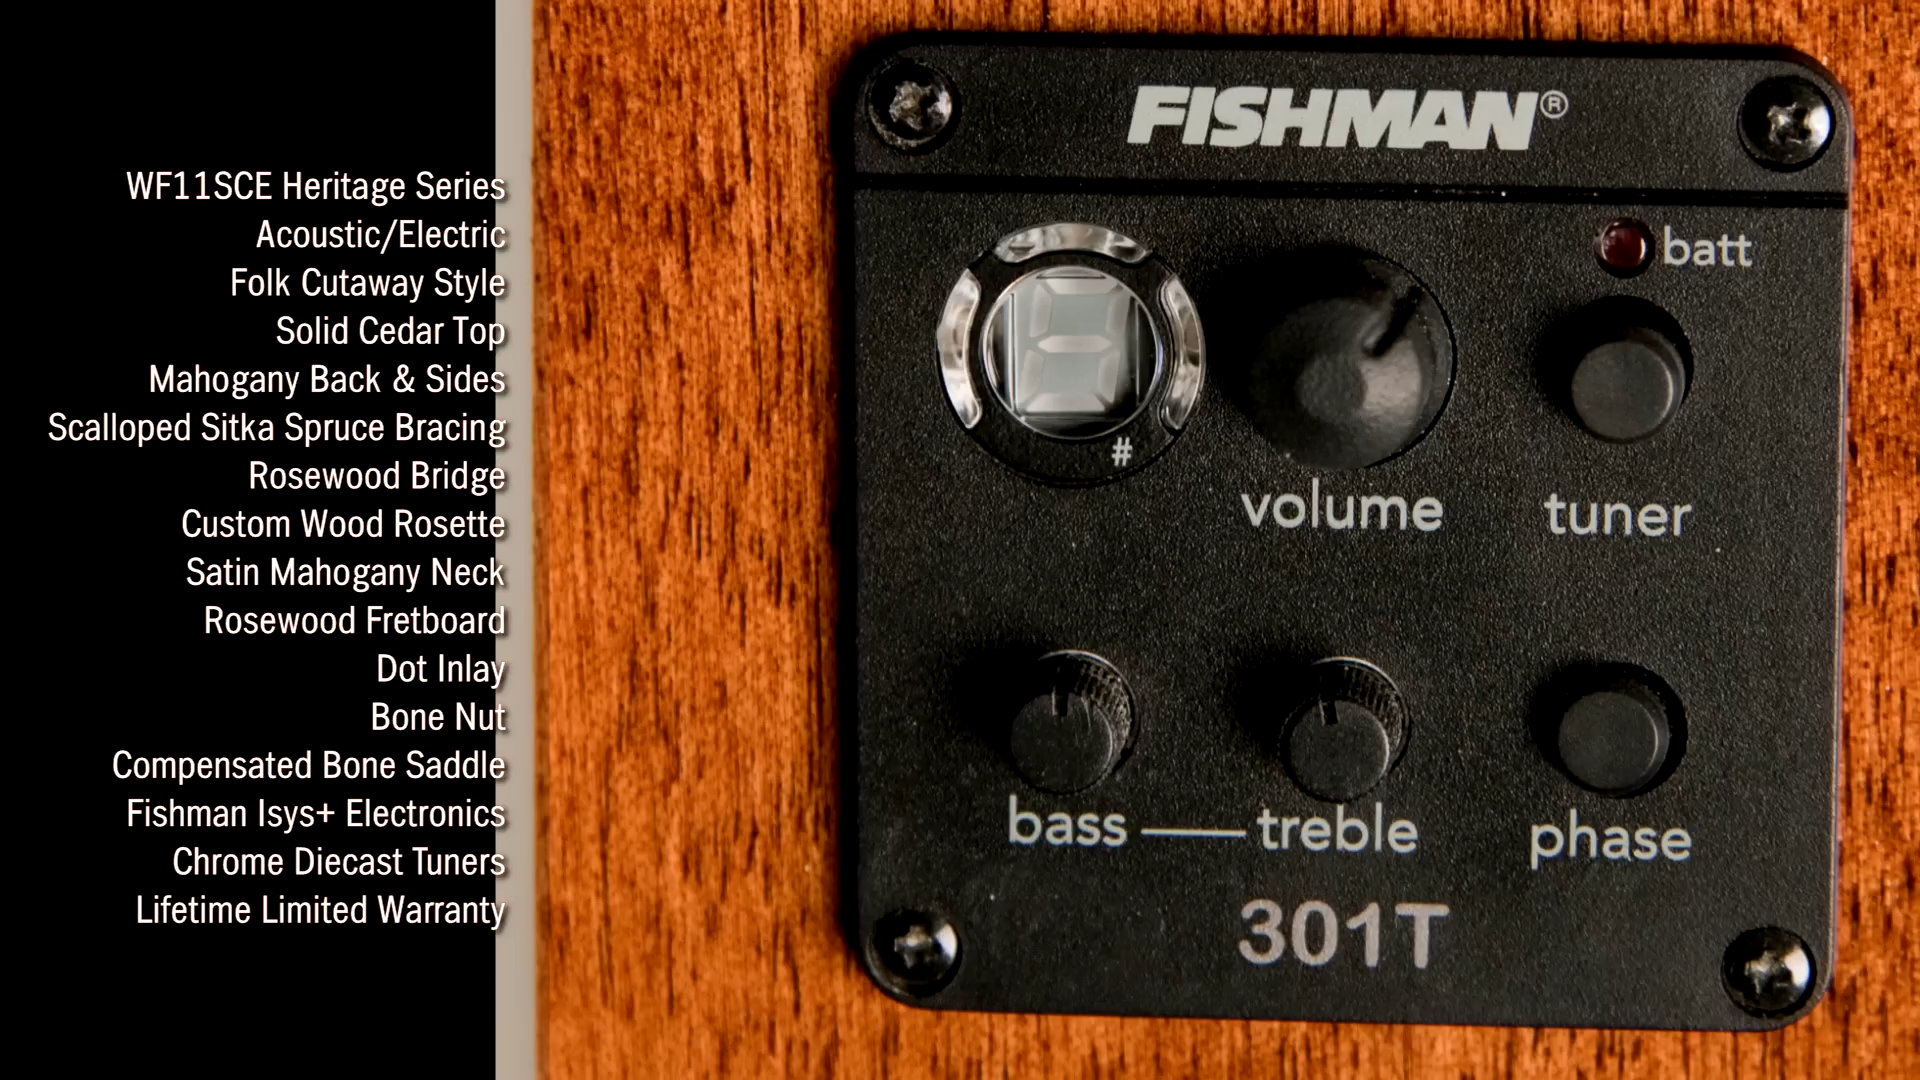 WF11SCE Heritage Series
Acoustic/Electric
Folk Cutaway Style
Solid Cedar Top
Mahogany Back & Sides
Scalloped Sitka Spruce Bracing
Rosewood Bridge
Custom Wood Rosette
Satin Mahogany Neck
Rosewood Fretboard
Dot Inlay
Bone Nut
Compensated Bone Saddle
Fishman Isys+ Electronics
Chrome Diecast Tuners
Lifetime Limited Warranty
FISHMAN®
batt
#
volume
tuner
bass
treble
phase
301T